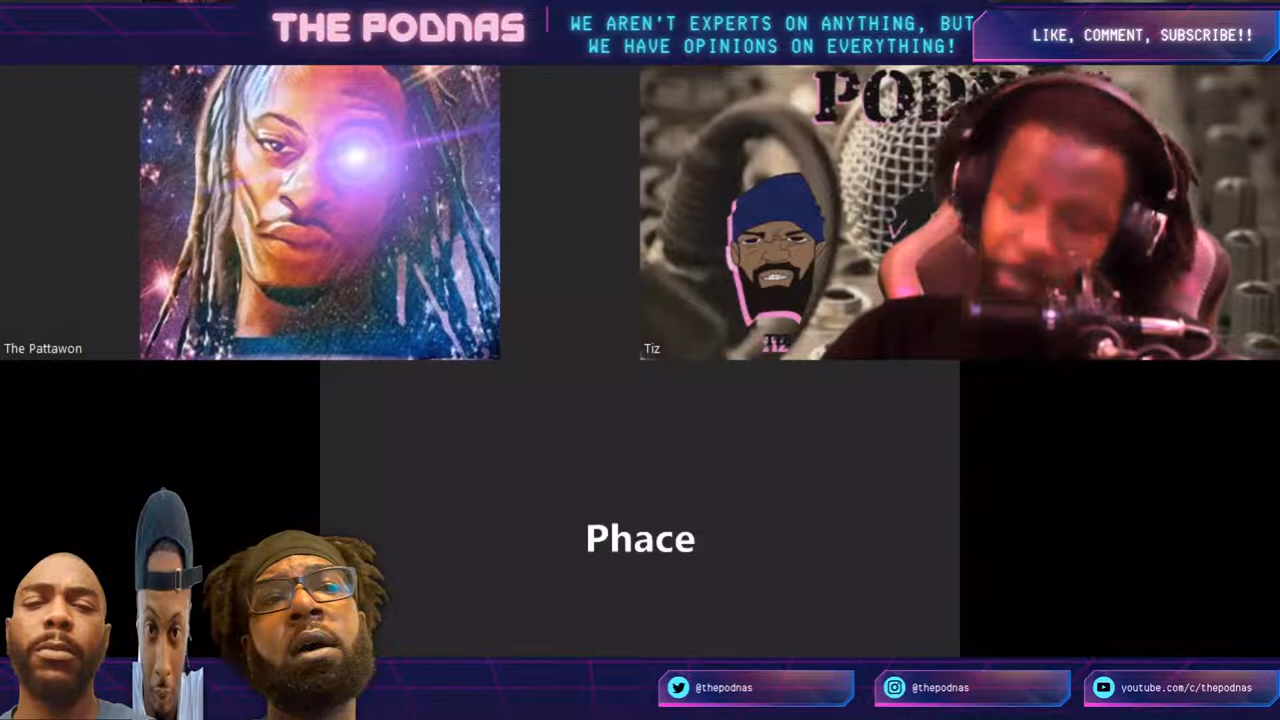 THE PODNAS
WE AREN'T EXPERTS ON ANYTHING, BUT
WE HAVE OPINIONS ON EVERYTHING!
LIKE, COMMENT, SUBSCRIBE!!
The Pattawon
Tiz
TIZ
Phace
@thepodnas
@thepodnas
youtube.com/c/thepodnas